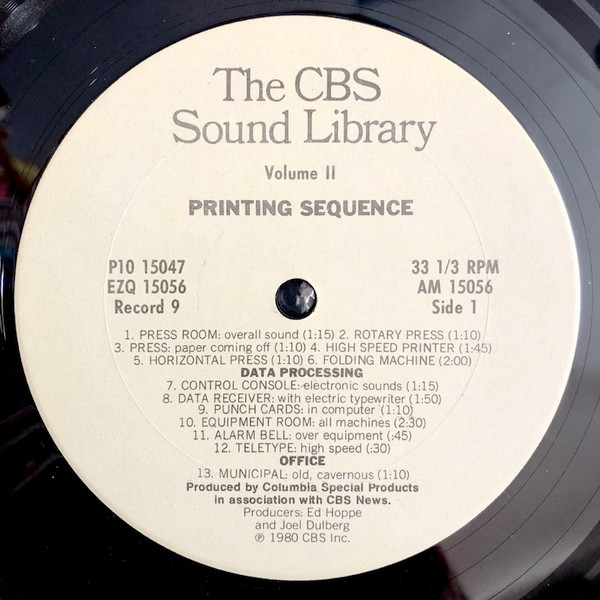 The CBS
Sound Library
Volume II
PRINTING SEQUENCE
P10 15047 33 1/3 RPM
EZQ 15056 AM 15056
Record 9 Side 1
1. PRESS ROOM: overall sound (1:15) 2. ROTARY PRESS (1:10)
3. PRESS: paper coming off (1:10) 4. HIGH SPEED PRINTER (1:45)
5. HORIZONTAL PRESS (1:10) 6. FOLDING MACHINE (2:00)
DATA PROCESSING
7. CONTROL CONSOLE: electronic sounds (1:15)
8. DATA RECEIVER: with electric typewriter (1:50)
9. PUNCH CARDS: in computer (1:10)
10. EQUIPMENT ROOM: all machines (2:30)
11. ALARM BELL: over equipment (:45)
12. TELETYPE: high speed (:30)
OFFICE
13. MUNICIPAL: old, cavernous (1:10)
Produced by Columbia Special Products
in association with CBS News.
Producers: Ed Hoppe
and Joel Dulberg
℗ 1980 CBS Inc.